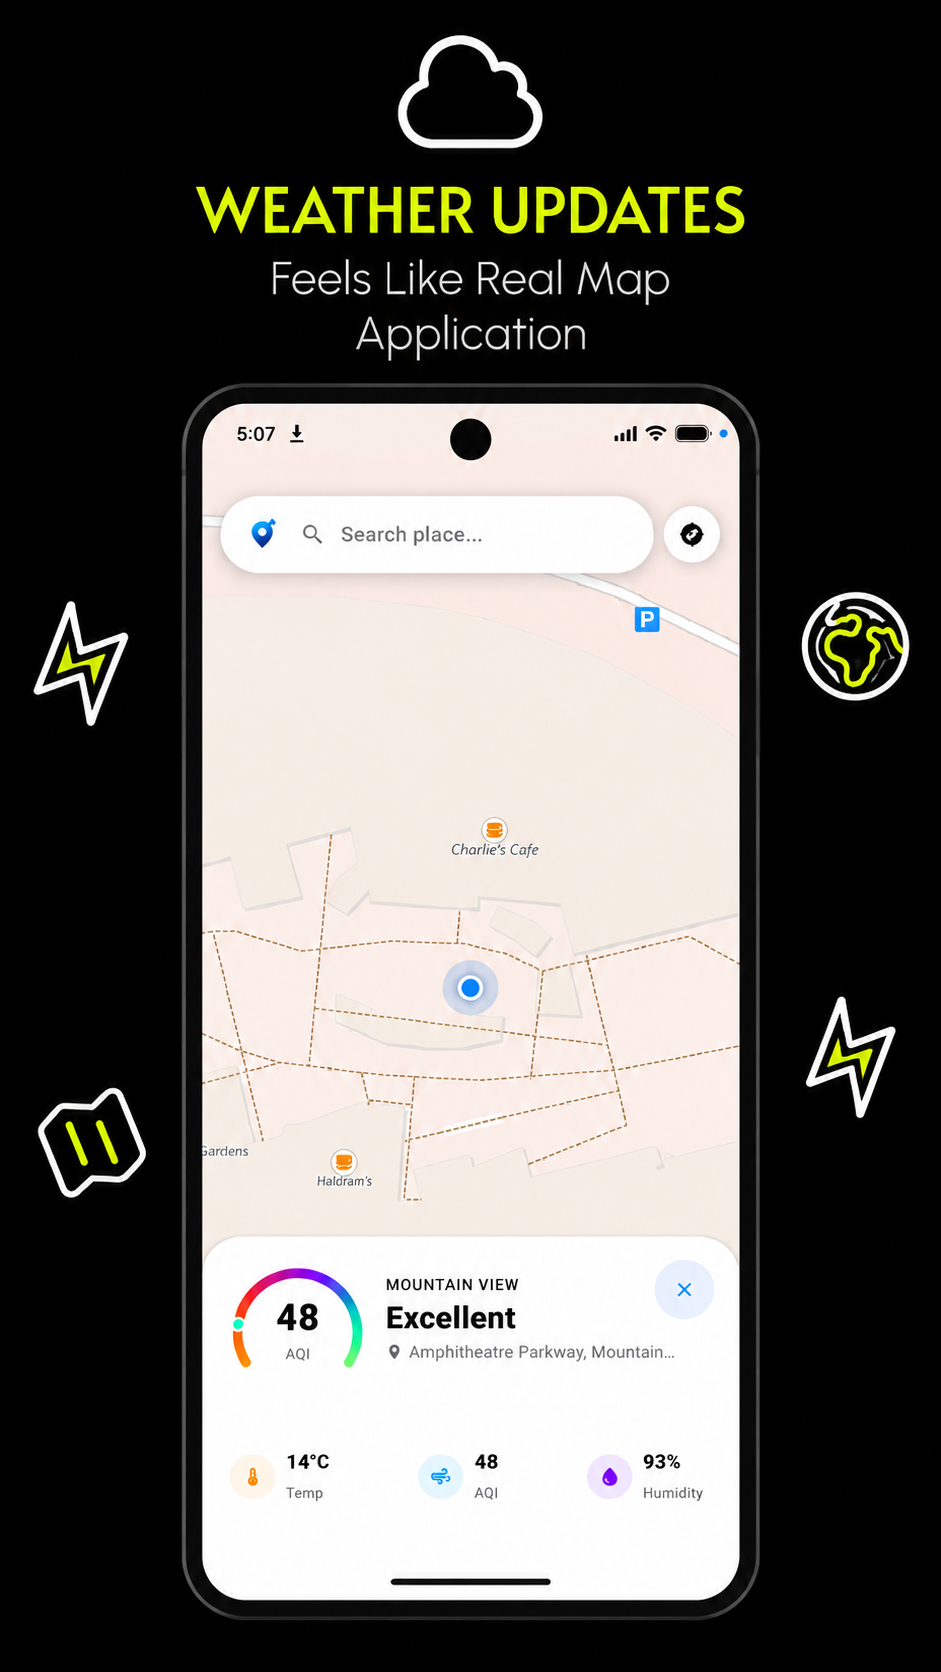 WEATHER UPDATES
Feels Like Real Map
Application
5:07
Search place...
P
Charlie's Cafe
Gardens
Haldram's
48
AQI
MOUNTAIN VIEW
Excellent
Amphitheatre Parkway, Mountain...
14°C
Temp
48
AQI
93%
Humidity